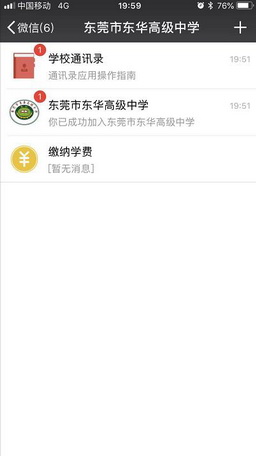 中国移动 4G 19:59 76%
微信(6) 东莞市东华高级中学
1
学校通讯录 19:51
通讯录应用操作指南
1
东莞市东华高级中学 19:51
你已成功加入东莞市东华高级中学
缴纳学费
[暂无消息]